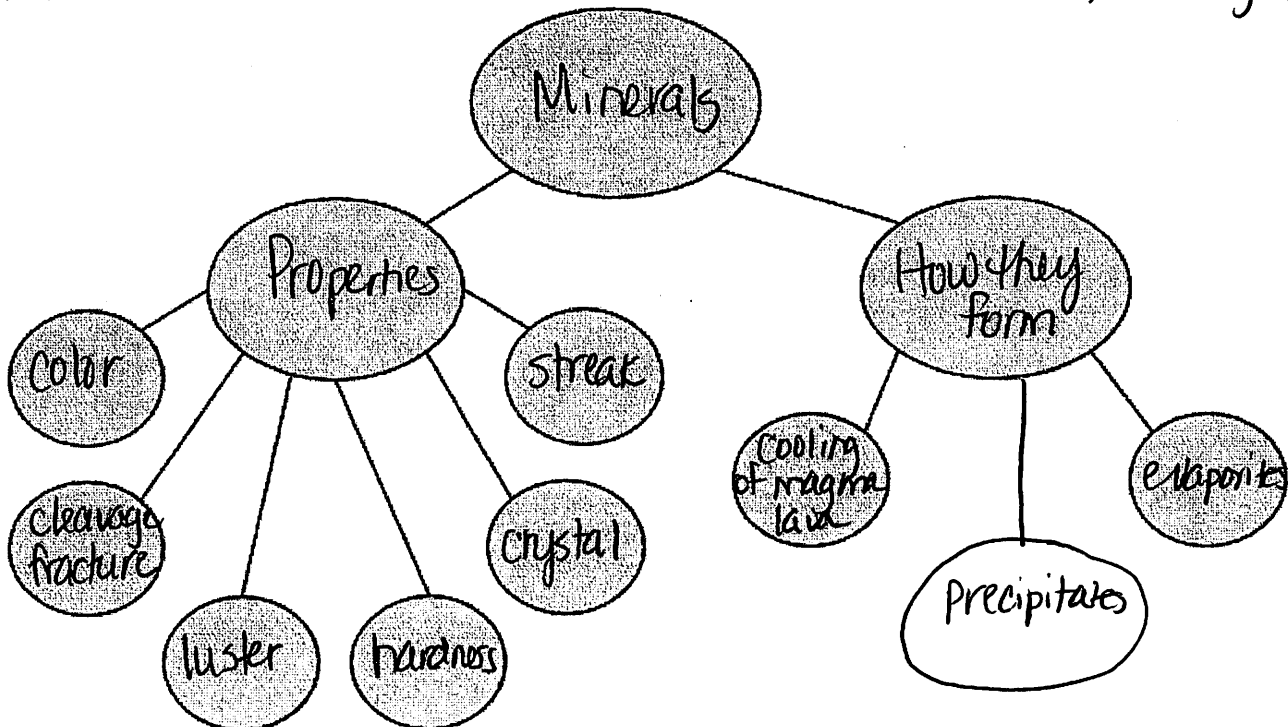 Minerals
Properties
How they
form
color
streak
cooling
of magma
lava
evaporites
cleavage
fracture
crystal
precipitates
luster
hardness